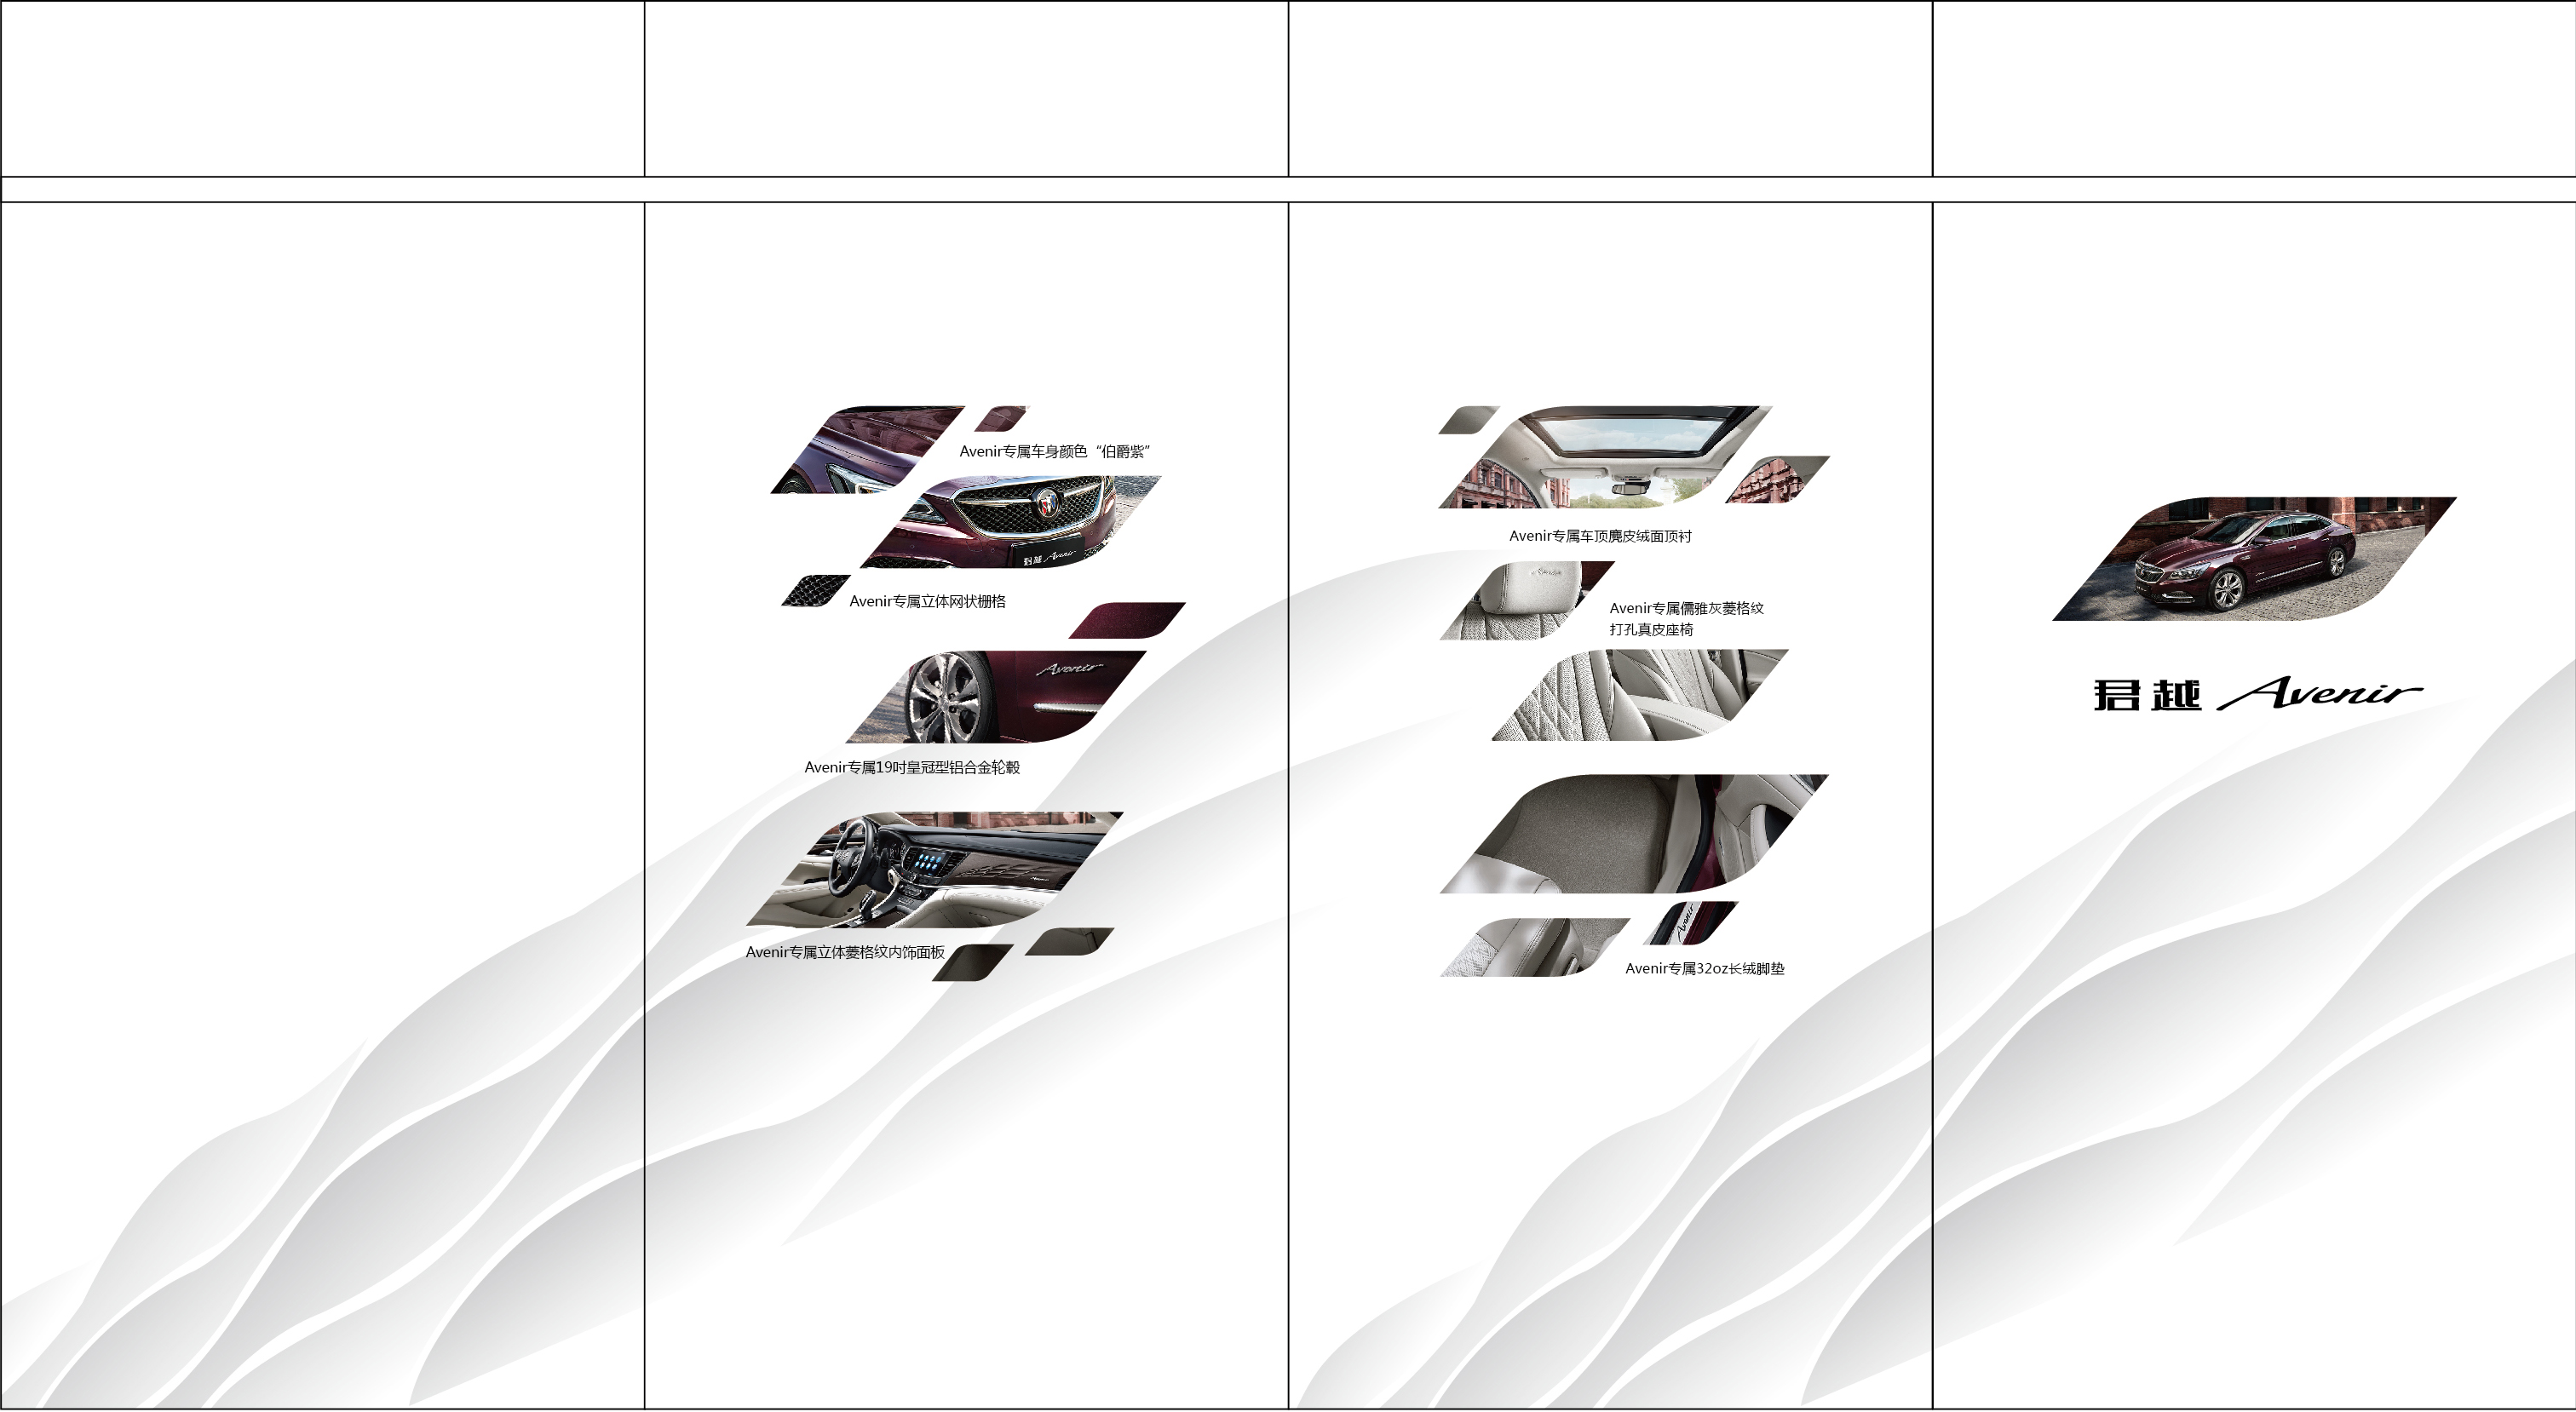 Avenir专属车身颜色“伯爵紫”
君越 Avenir
Avenir专属立体网状栅格
Avenir
Avenir专属19吋皇冠型铝合金轮毂
Avenir专属立体菱格纹内饰面板
Avenir专属车顶麂皮绒面顶衬
Avenir
Avenir专属儒雅灰菱格纹
打孔真皮座椅
Avenir
Avenir专属32oz长绒脚垫
君越 Avenir